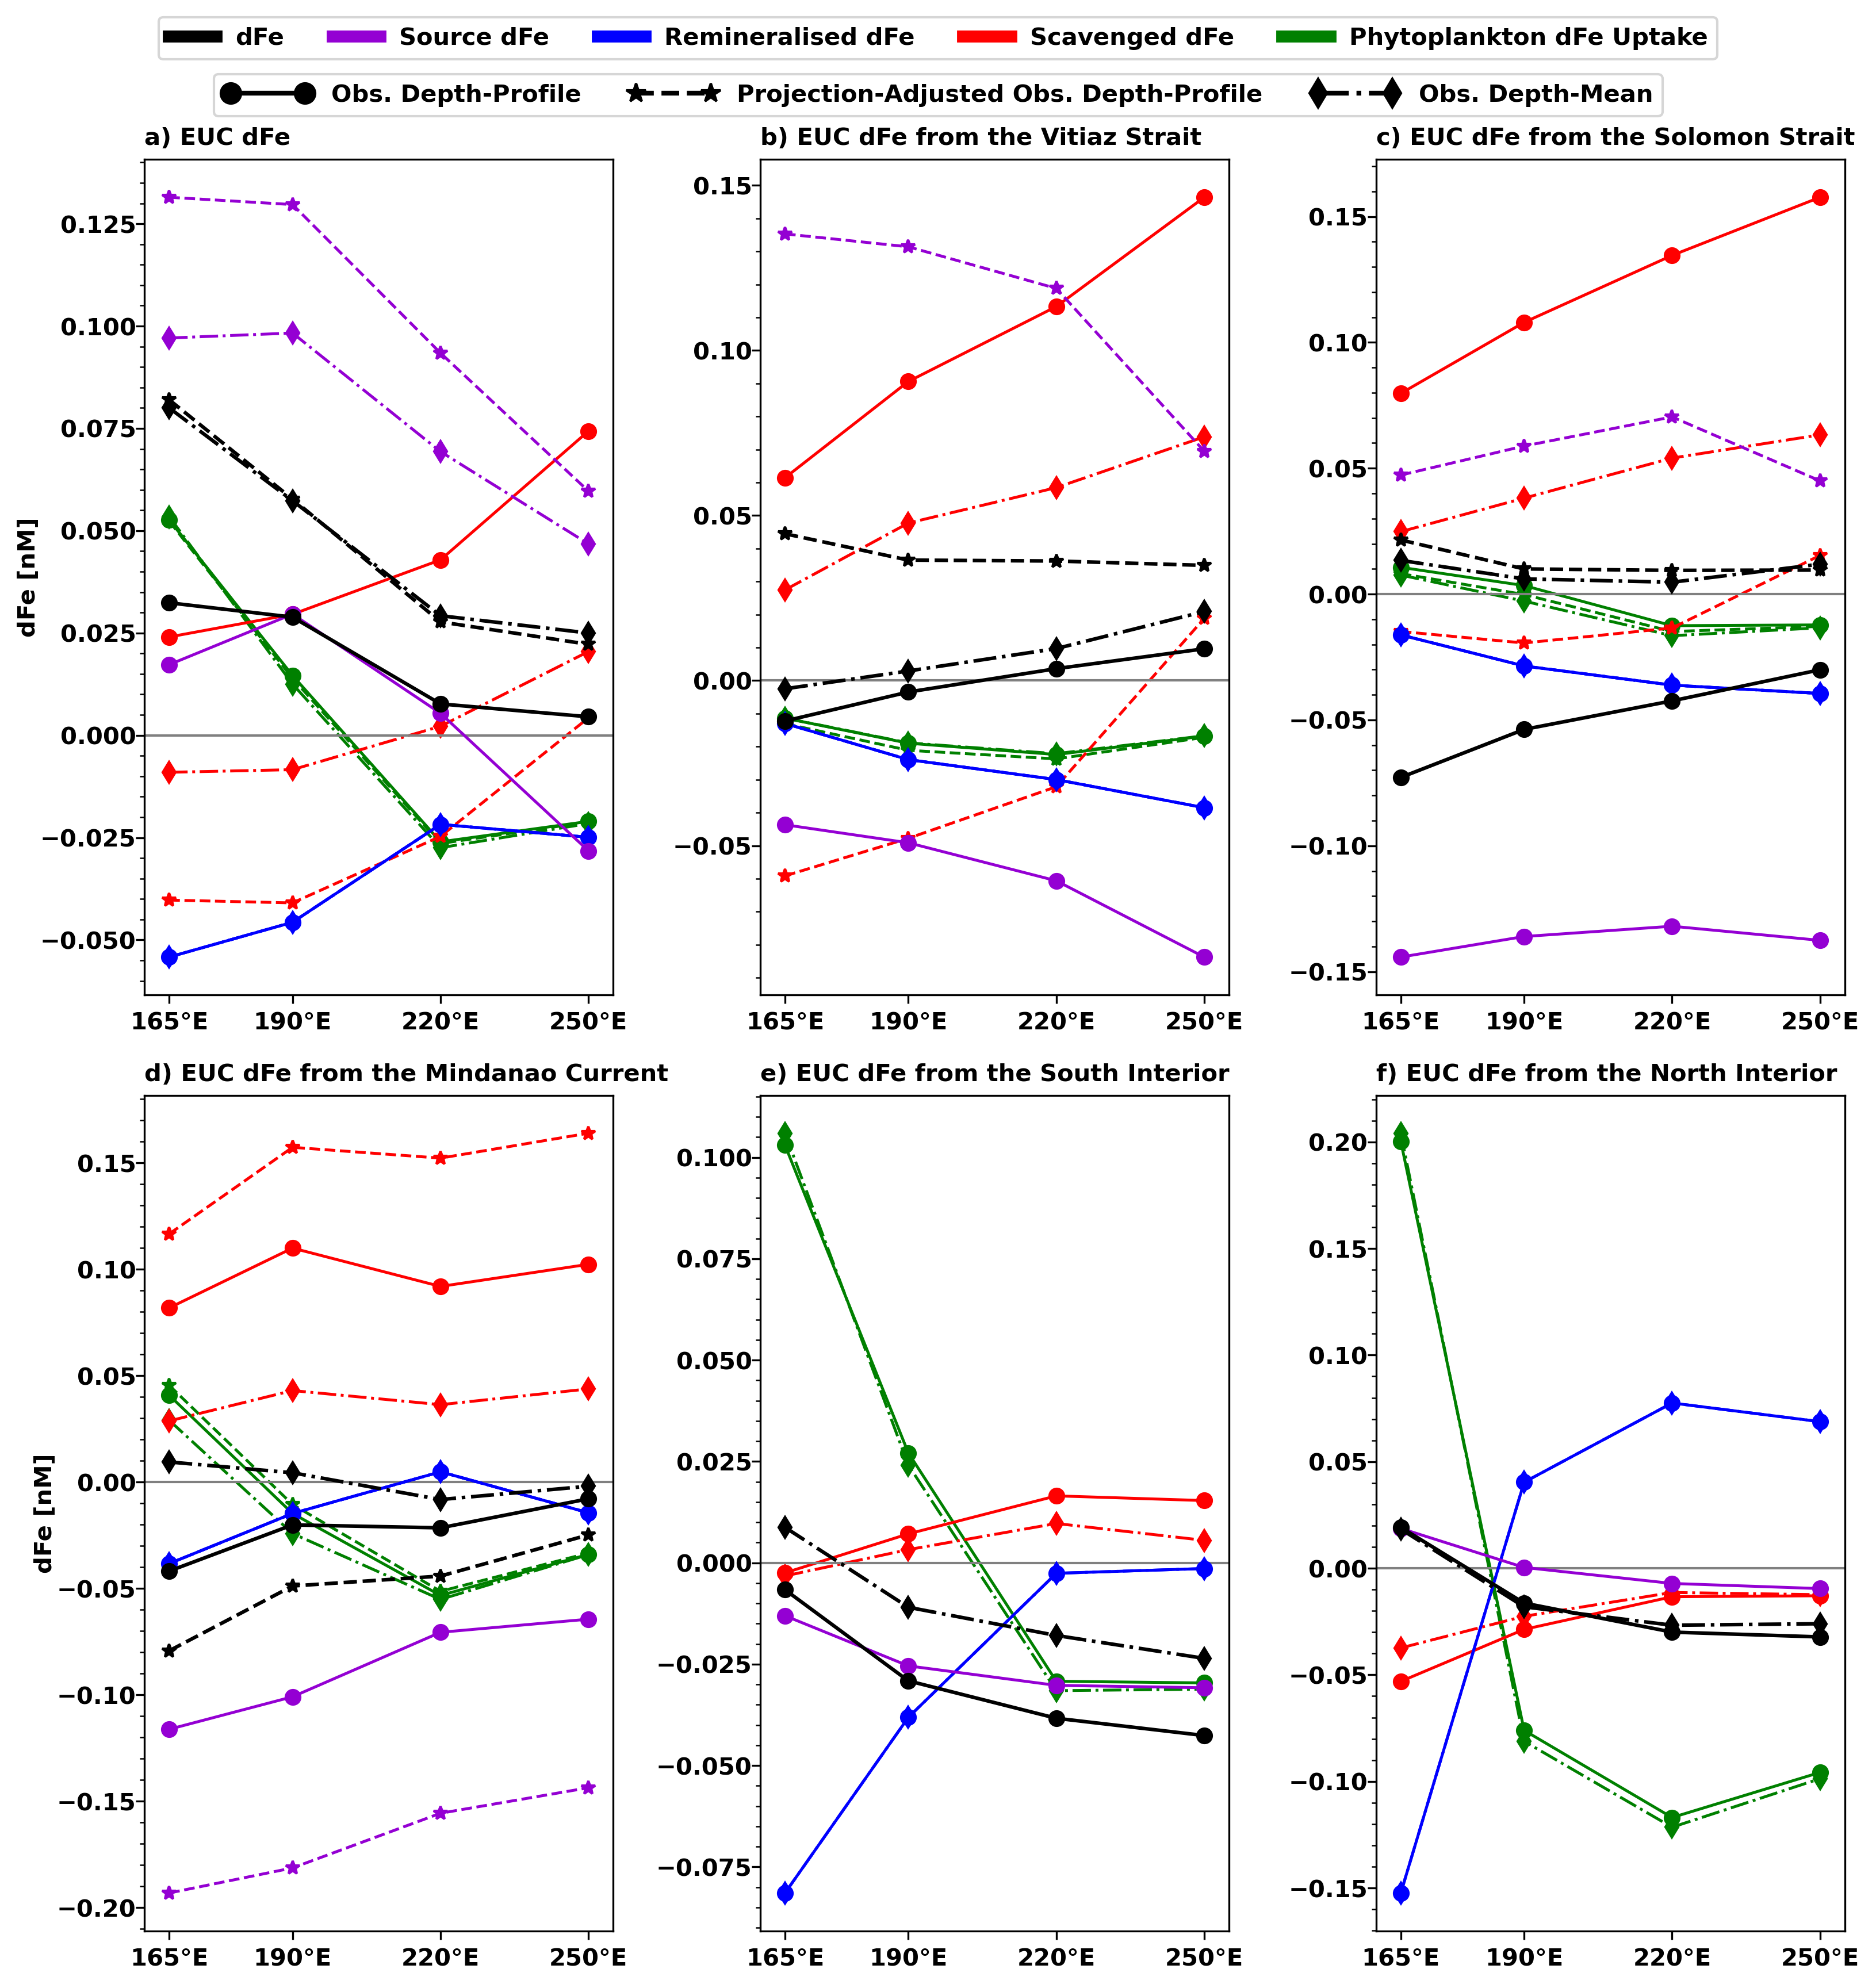 dFe Source dFe Remineralised dFe Scavenged dFe Phytoplankton dFe Uptake
Obs. Depth-Profile Projection-Adjusted Obs. Depth-Profile Obs. Depth-Mean
a) EUC dFe
dFe [nM]
0.125
0.100
0.075
0.050
0.025
0.000
−0.025
−0.050
165°E 190°E 220°E 250°E
b) EUC dFe from the Vitiaz Strait
0.15
0.10
0.05
0.00
−0.05
165°E 190°E 220°E 250°E
c) EUC dFe from the Solomon Strait
0.15
0.10
0.05
0.00
−0.05
−0.10
−0.15
165°E 190°E 220°E 250°E
d) EUC dFe from the Mindanao Current
dFe [nM]
0.15
0.10
0.05
0.00
−0.05
−0.10
−0.15
−0.20
165°E 190°E 220°E 250°E
e) EUC dFe from the South Interior
0.100
0.075
0.050
0.025
0.000
−0.025
−0.050
−0.075
165°E 190°E 220°E 250°E
f) EUC dFe from the North Interior
0.20
0.15
0.10
0.05
0.00
−0.05
−0.10
−0.15
165°E 190°E 220°E 250°E